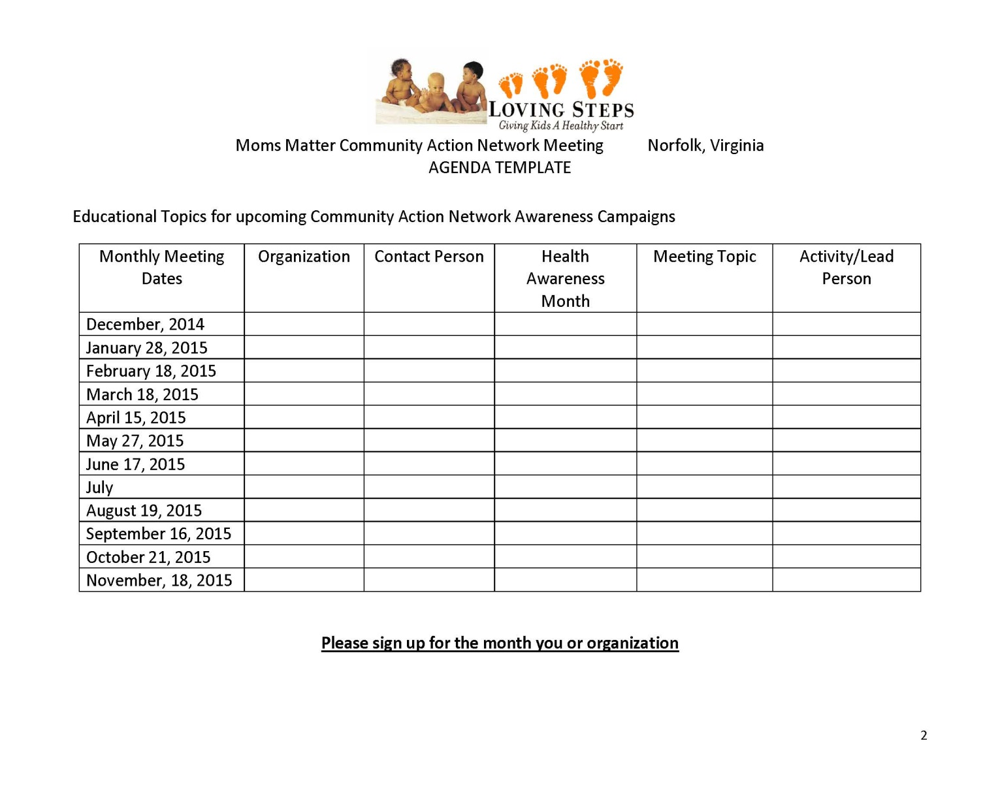 LOVING STEPS
Giving Kids A Healthy Start
Moms Matter Community Action Network Meeting Norfolk, Virginia
AGENDA TEMPLATE
Educational Topics for upcoming Community Action Network Awareness Campaigns
Monthly Meeting Dates Organization Contact Person Health Awareness Month Meeting Topic Activity/Lead Person
December, 2014
January 28, 2015
February 18, 2015
March 18, 2015
April 15, 2015
May 27, 2015
June 17, 2015
July
August 19, 2015
September 16, 2015
October 21, 2015
November, 18, 2015
Please sign up for the month you or organization
2